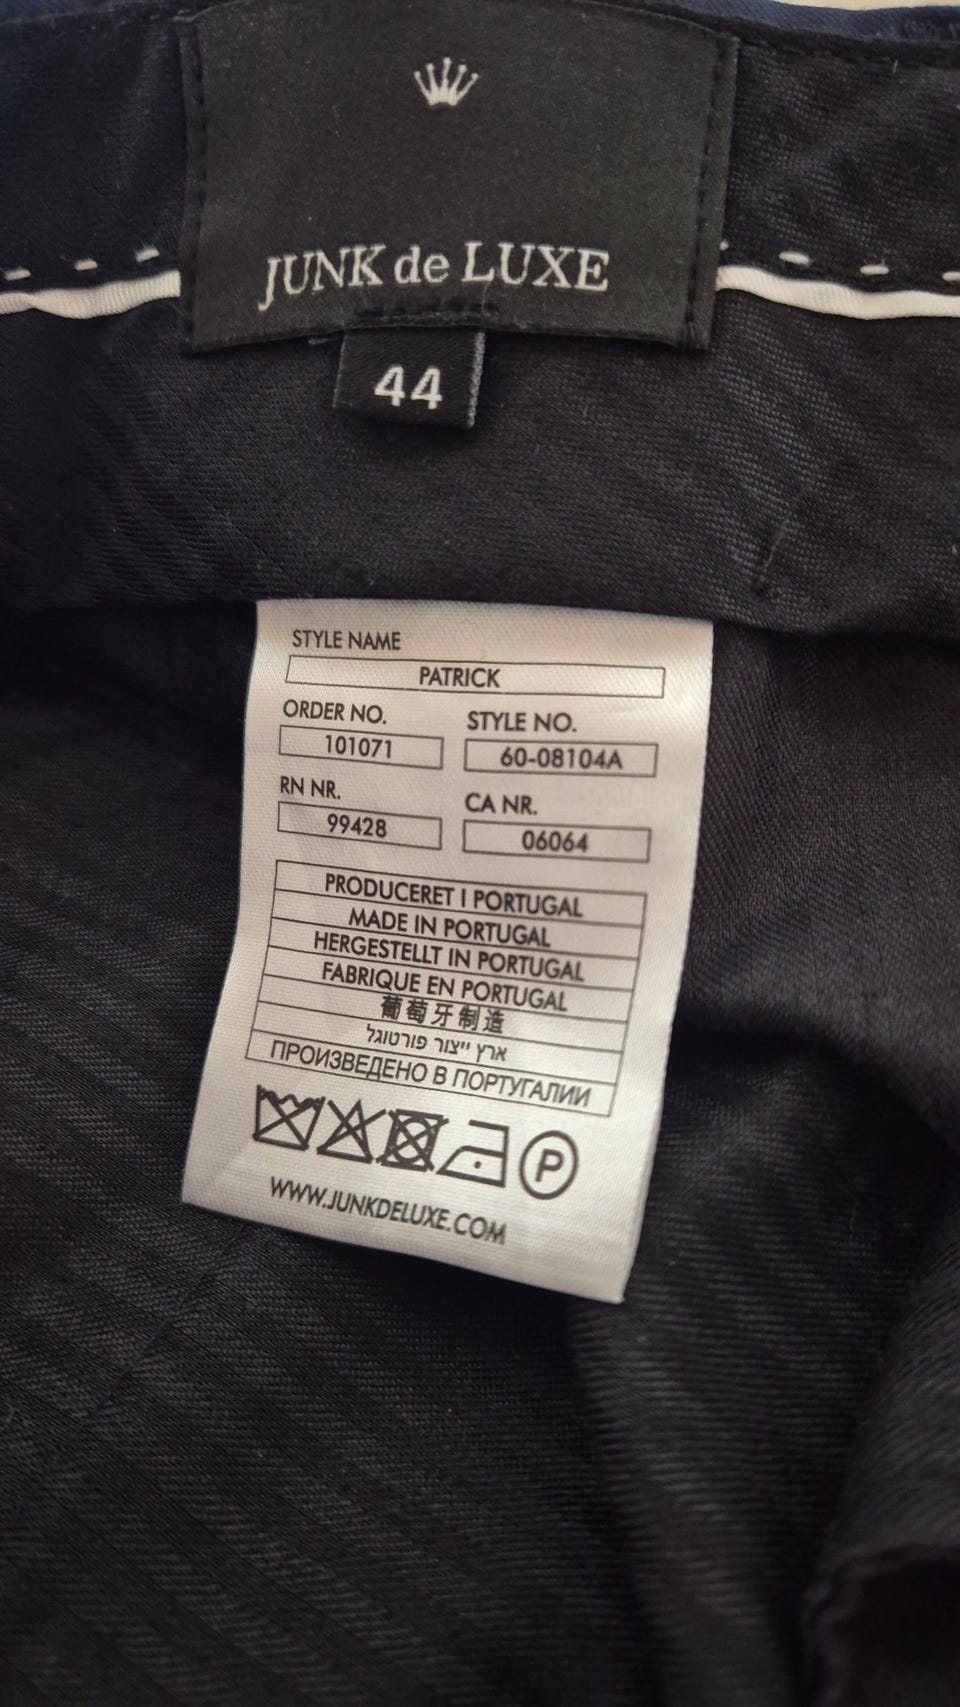 JUNK de LUXE
44
STYLE NAME
PATRICK
ORDER NO. STYLE NO.
101071 60-08104A
RN NR. CA NR.
99428 06064
PRODUCERET I PORTUGAL
MADE IN PORTUGAL
HERGESTELLT IN PORTUGAL
FABRIQUE EN PORTUGAL
葡萄牙制造
ארץ ייצור פורטוגל
ПРОИЗВЕДЕНО В ПОРТУГАЛИИ
P
WWW.JUNKDELUXE.COM